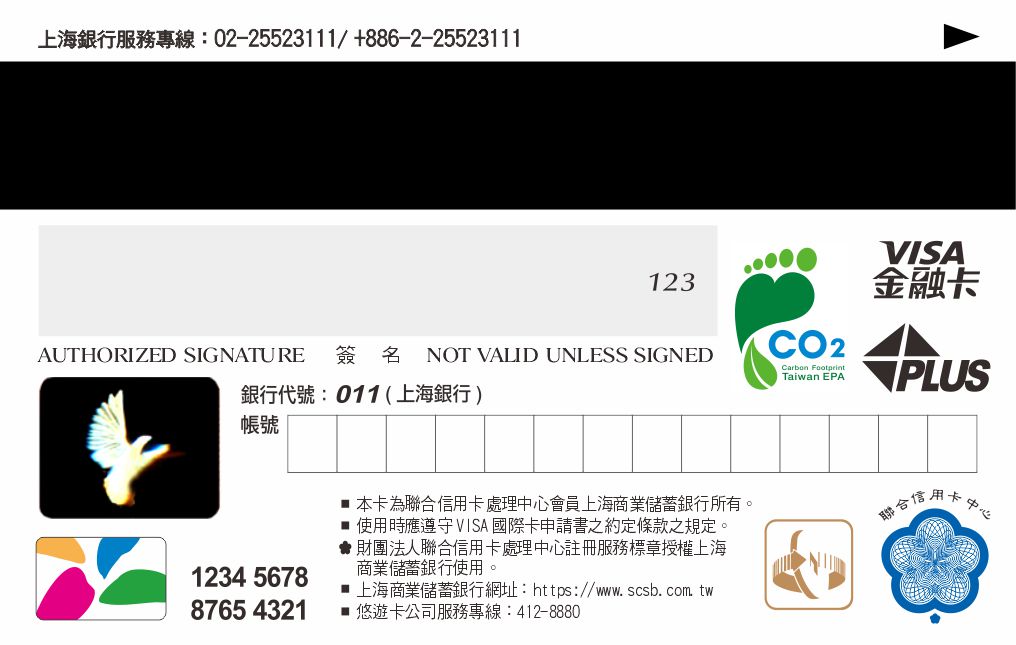 上海銀行服務專線：02-25523111/ +886-2-25523111
123
VISA
金融卡
CO2
Carbon Footprint
Taiwan EPA
PLUS
AUTHORIZED SIGNATURE 簽 名 NOT VALID UNLESS SIGNED
銀行代號：011 ( 上海銀行 )
帳號
■ 本卡為聯合信用卡處理中心會員上海商業儲蓄銀行所有。
■ 使用時應遵守VISA國際卡申請書之約定條款之規定。
財團法人聯合信用卡處理中心註冊服務標章授權上海
商業儲蓄銀行使用。
■ 上海商業儲蓄銀行網址：https://www.scsb.com.tw
■ 悠遊卡公司服務專線：412-8880
1234 5678
8765 4321
聯合信用卡中心